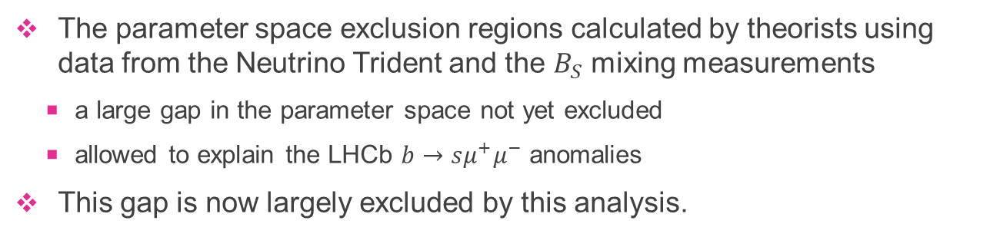 ❖ The parameter space exclusion regions calculated by theorists using
data from the Neutrino Trident and the $B_S$ mixing measurements
▪ a large gap in the parameter space not yet excluded
▪ allowed to explain the LHCb $b \rightarrow s\mu^+\mu^-$ anomalies
❖ This gap is now largely excluded by this analysis.